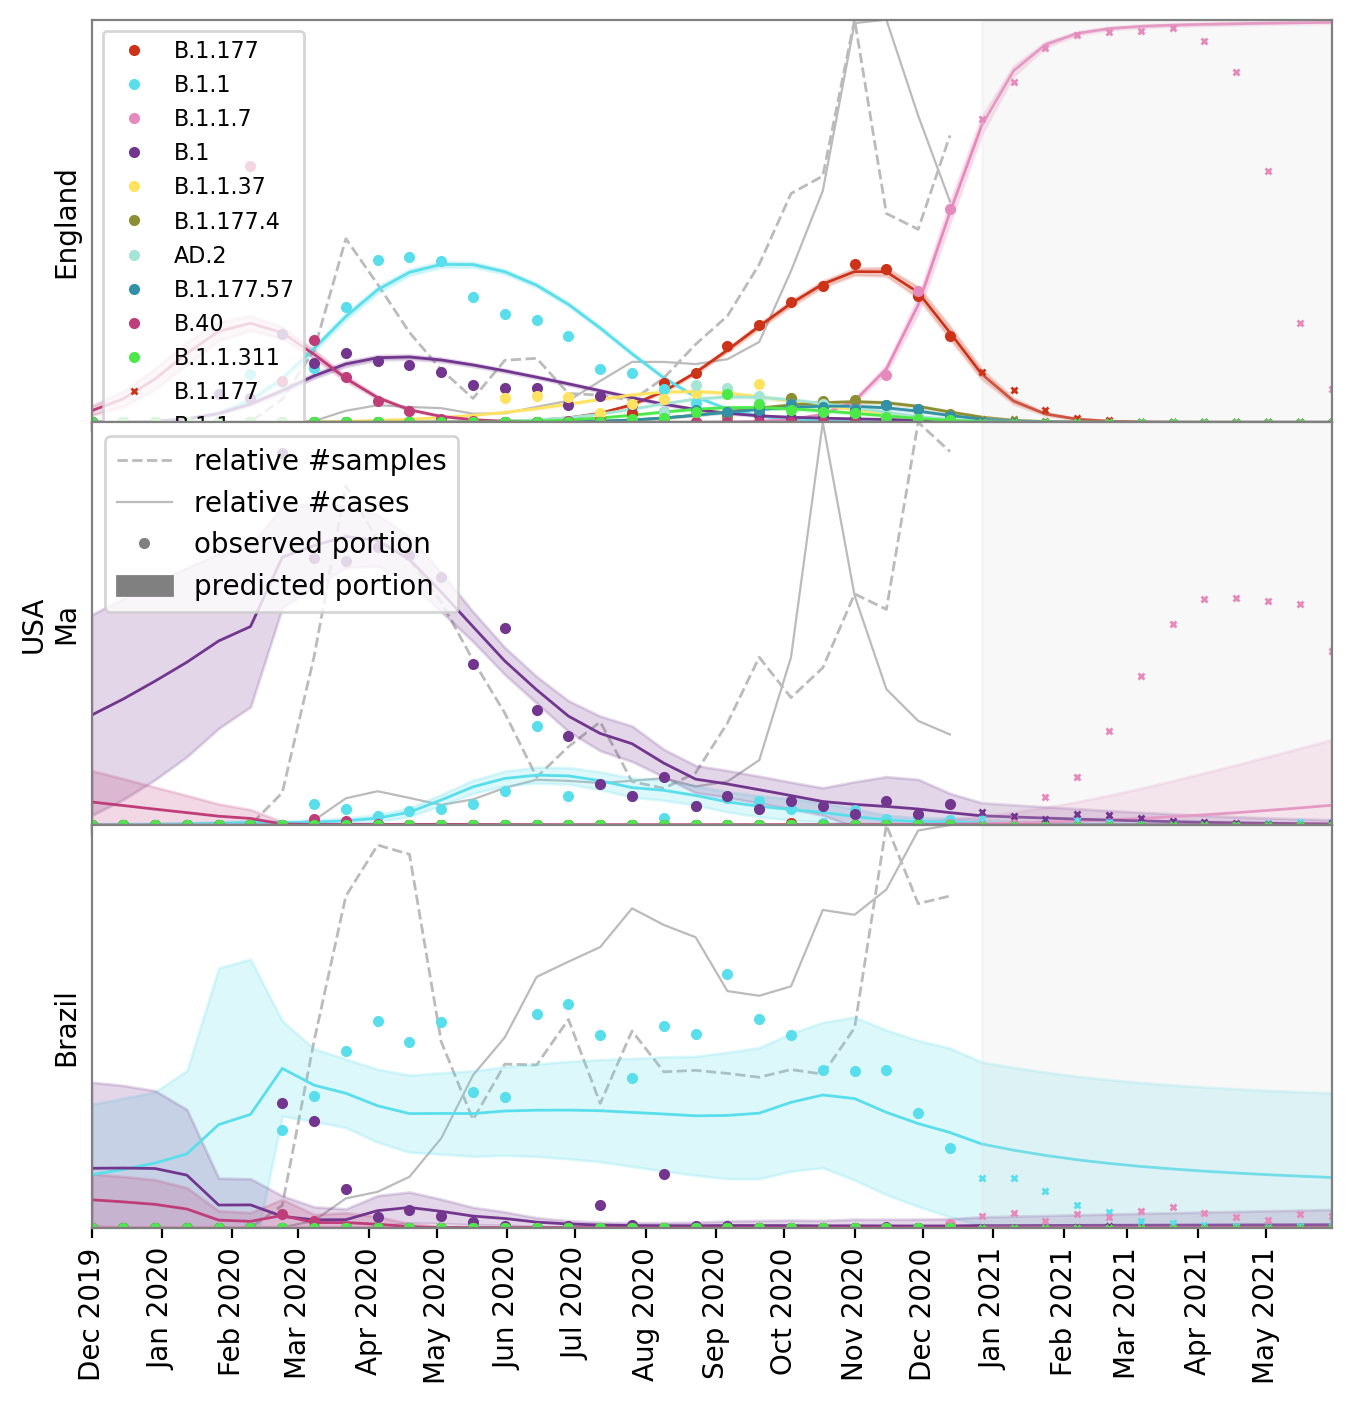 England
B.1.177
B.1.1
B.1.1.7
B.1
B.1.1.37
B.1.177.4
AD.2
B.1.177.57
B.40
B.1.1.311
B.1.177
B.1.1
USA
Ma
relative #samples
relative #cases
observed portion
predicted portion
Brazil
Dec 2019
Jan 2020
Feb 2020
Mar 2020
Apr 2020
May 2020
Jun 2020
Jul 2020
Aug 2020
Sep 2020
Oct 2020
Nov 2020
Dec 2020
Jan 2021
Feb 2021
Mar 2021
Apr 2021
May 2021